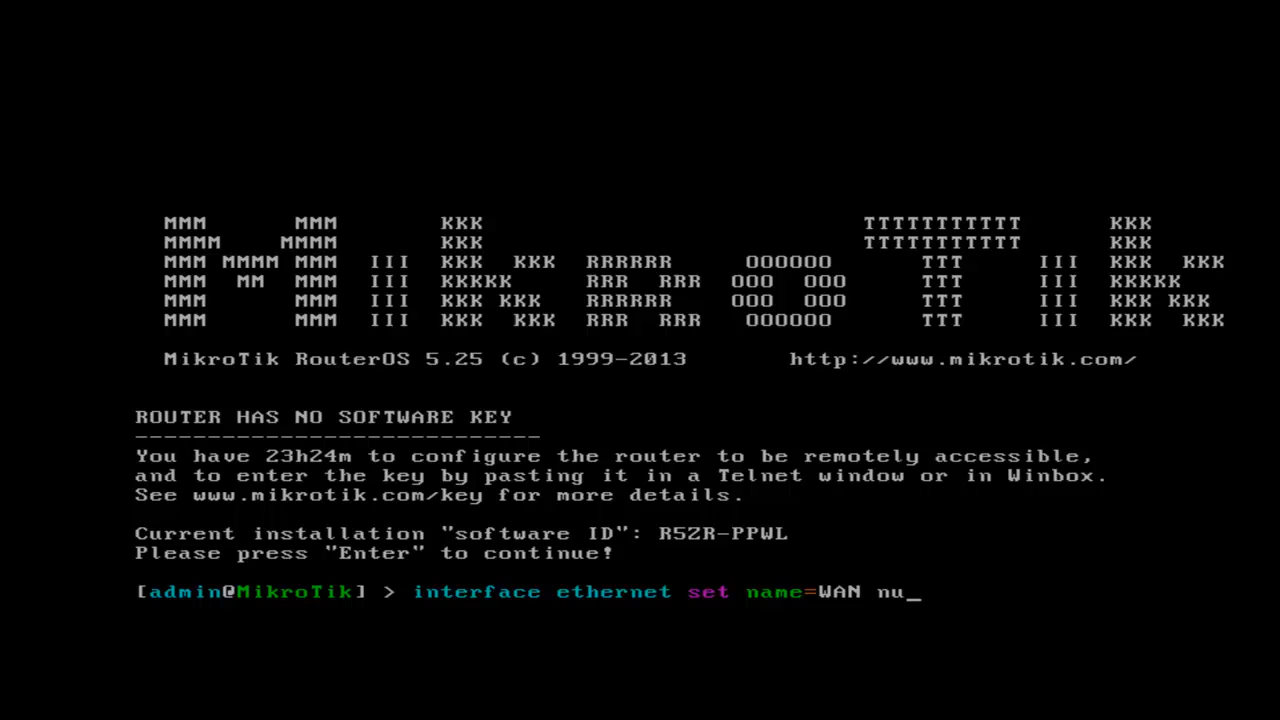 MMM      MMM       KKK                          TTTTTTTTTTT      KKK
MMMM    MMMM       KKK                          TTTTTTTTTTT      KKK
MMM MMMM MMM  III  KKK  KKK  RRRRRR     OOOOOO     TTT     III  KKK  KKK
MMM  MM  MMM  III  KKKKK     RRR  RRR  OOO  OOO    TTT     III  KKKKK
MMM      MMM  III  KKK KKK   RRRRRR    OOO  OOO    TTT     III  KKK KKK
MMM      MMM  III  KKK  KKK  RRR  RRR   OOOOOO     TTT     III  KKK  KKK
MikroTik RouterOS 5.25 (c) 1999-2013       http://www.mikrotik.com/
ROUTER HAS NO SOFTWARE KEY
----------------------------
You have 23h24m to configure the router to be remotely accessible,
and to enter the key by pasting it in a Telnet window or in Winbox.
See www.mikrotik.com/key for more details.
Current installation "software ID": R5ZR-PPWL
Please press "Enter" to continue!
[admin@MikroTik] > interface ethernet set name=WAN nu_